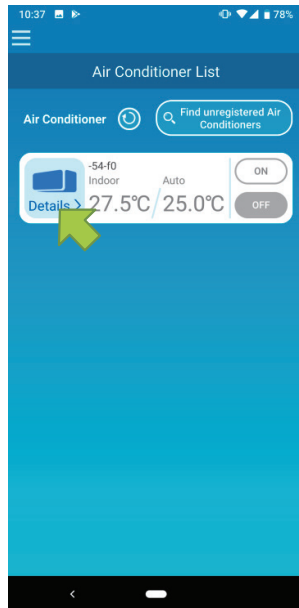 10:37 78%
Air Conditioner List
Air Conditioner
Find unregistered Air
Conditioners
-54-f0
Indoor Auto
ON
Details > 27.5℃ / 25.0℃
OFF